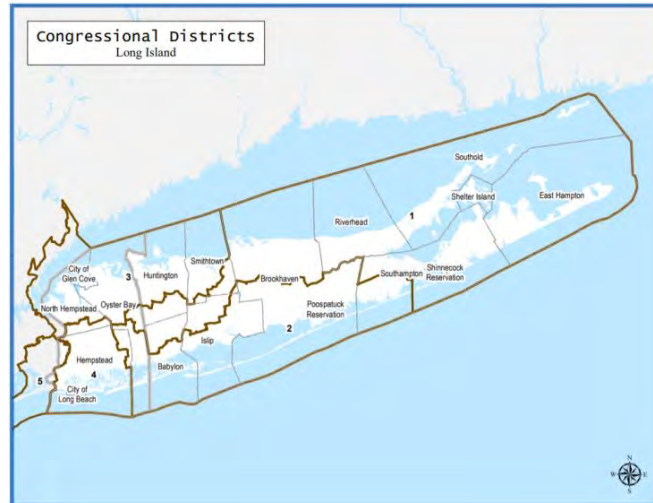 Congressional Districts
Long Island
Southold
1
Shelter Island
East Hampton
Riverhead
Smithtown
City of
Glen Cove
3
Huntington
Shinnecock
Reservation
Southampton
Brookhaven
North Hempstead
Oyster Bay
Poospatuck
Reservation
2
Islip
Hempstead
Babylon
5
4
City of
Long Beach
N
W
E
S